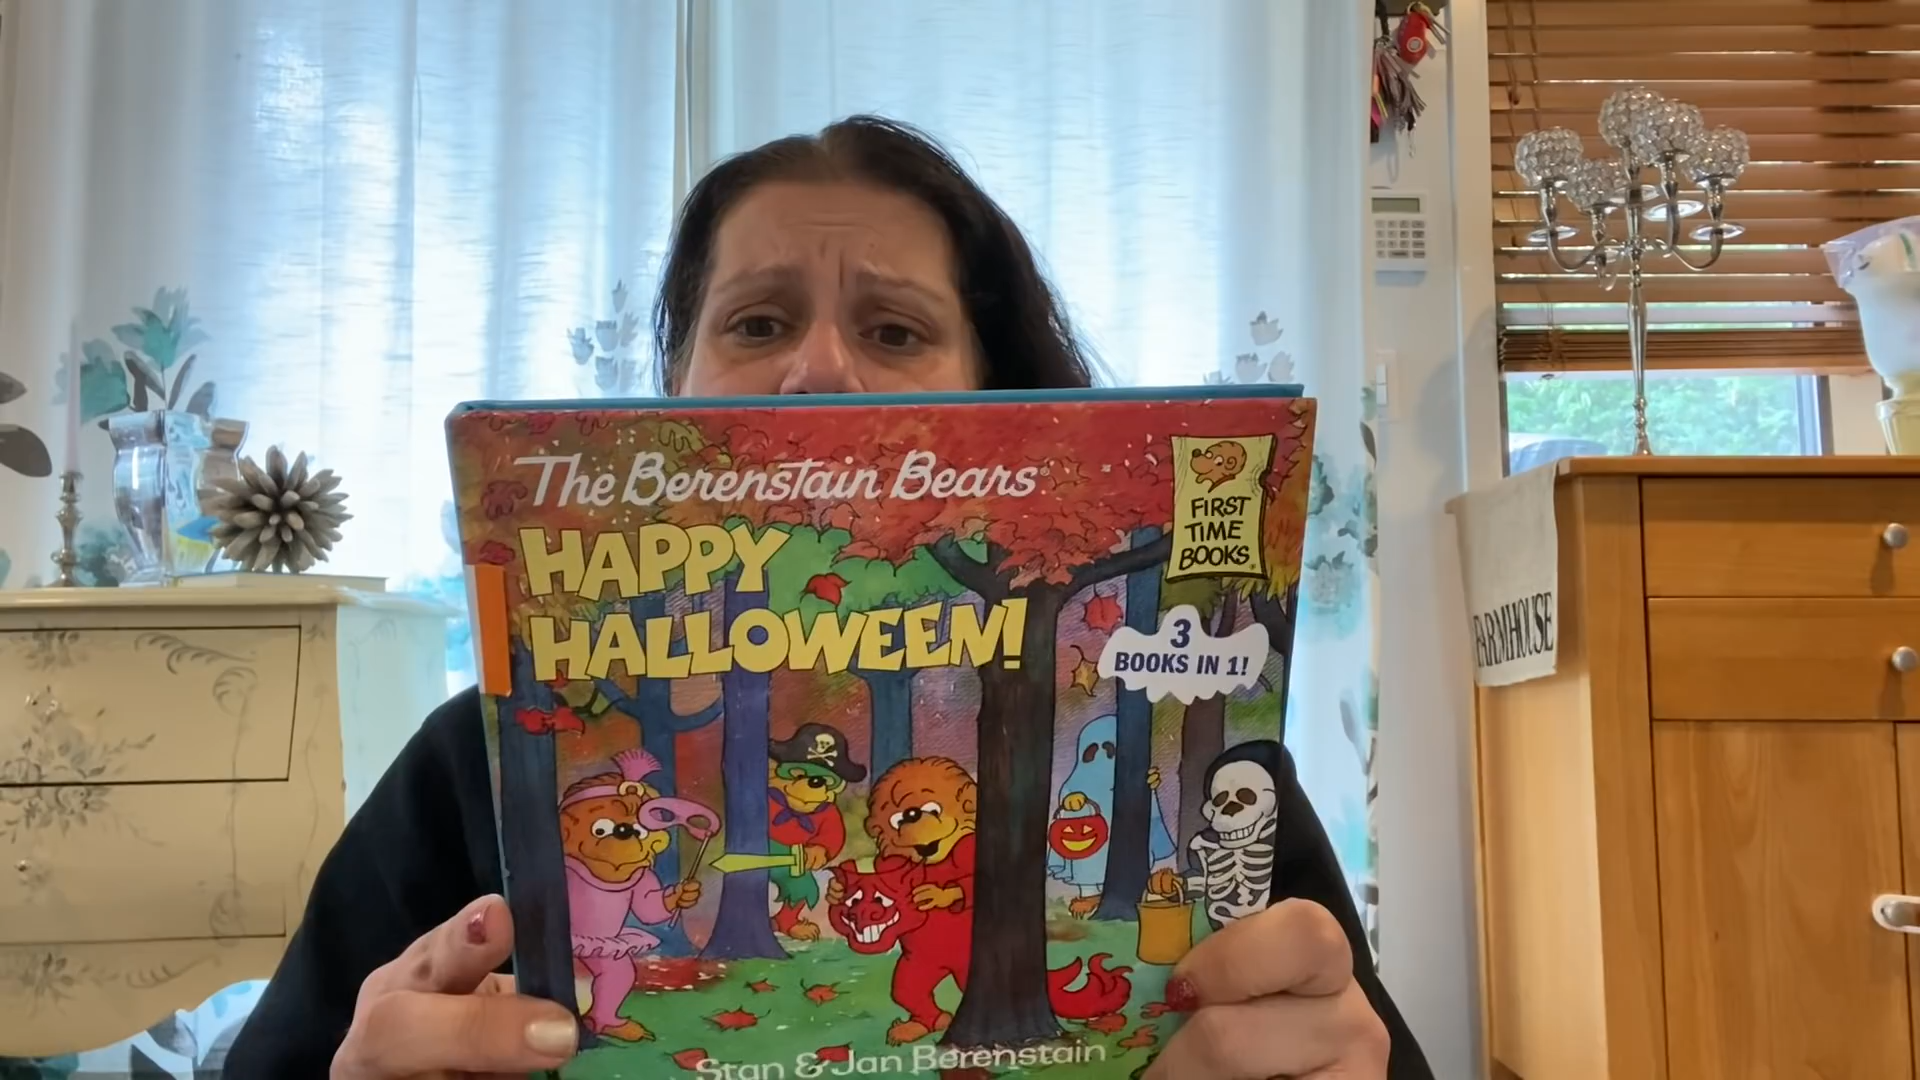 The Berenstain Bears®
HAPPY
HALLOWEEN!
FIRST
TIME
BOOKS®
3
BOOKS IN 1!
Stan & Jan Berenstain
FARMHOUSE